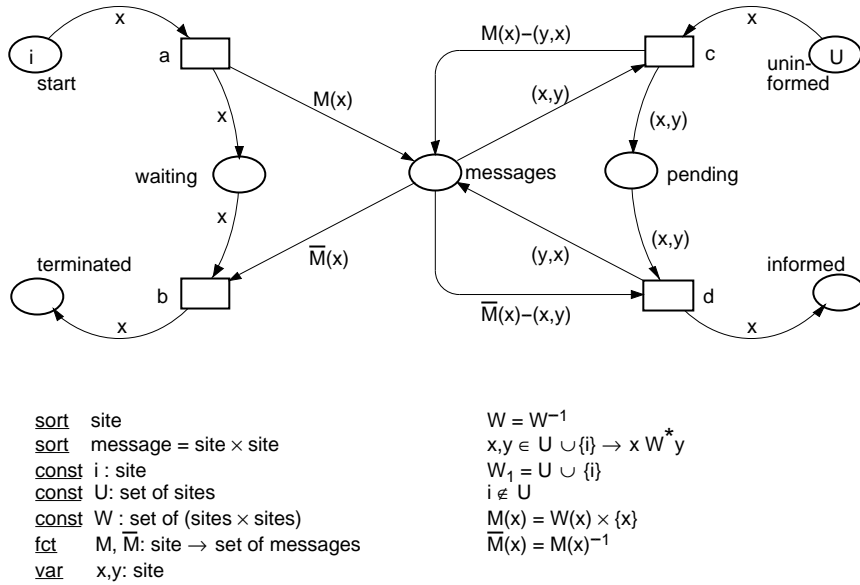 x
x
i
a
M(x)–(y,x)
c
U
start
unin-
formed
M(x)
(x,y)
x
(x,y)
waiting
messages
pending
x
(x,y)
terminated
M̅(x)
(y,x)
informed
b
d
M̅(x)–(x,y)
x
x
sort site
sort message = site × site
const i : site
const U: set of sites
const W : set of (sites × sites)
fct M, M̅: site → set of messages
var x,y: site
W = W⁻¹
x,y ∈ U ∪{i} → x W* y
W₁ = U ∪ {i}
i ∉ U
M(x) = W(x) × {x}
M̅(x) = M(x)⁻¹